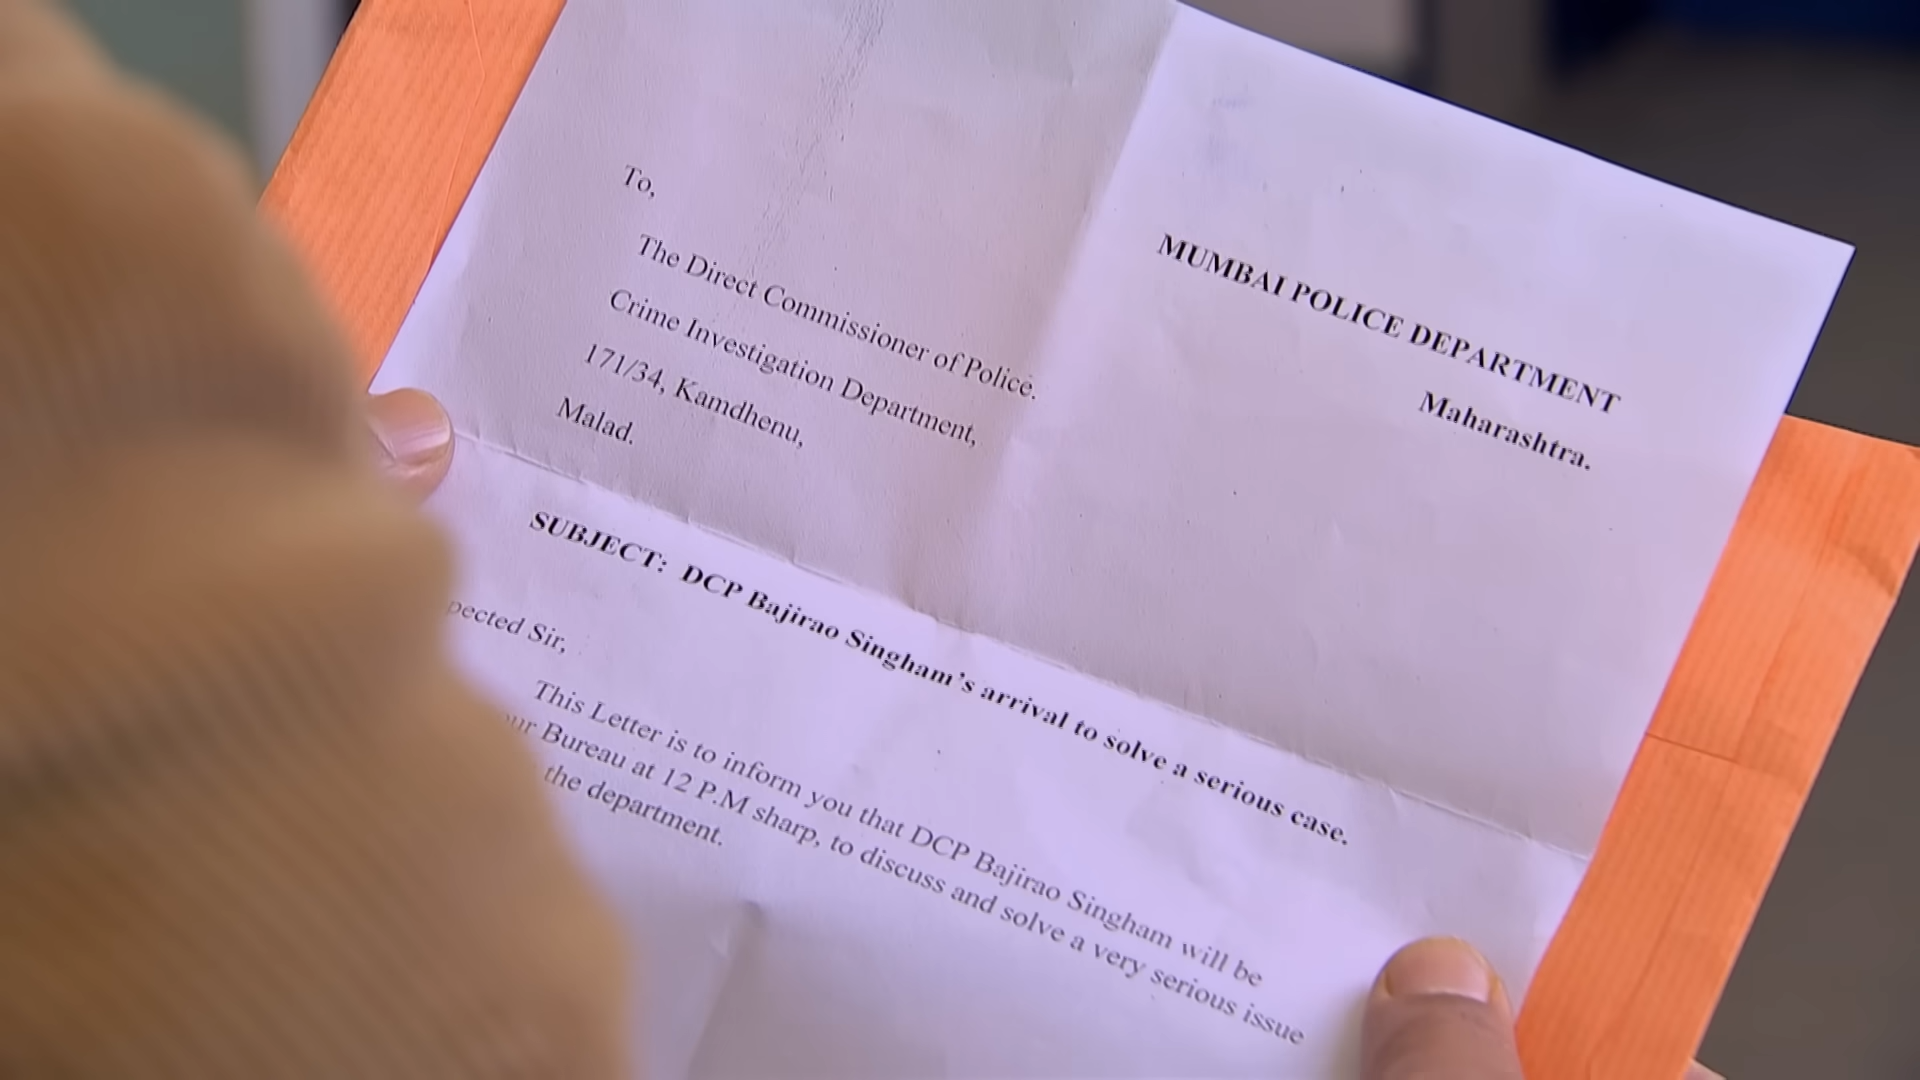 To,
The Direct Commissioner of Police.
Crime Investigation Department,
171/34, Kamdhenu,
Malad.
MUMBAI POLICE DEPARTMENT
Maharashtra.
SUBJECT: DCP Bajirao Singham's arrival to solve a serious case.
pected Sir,
This Letter is to inform you that DCP Bajirao Singham will be
our Bureau at 12 P.M sharp, to discuss and solve a very serious issue
the department.